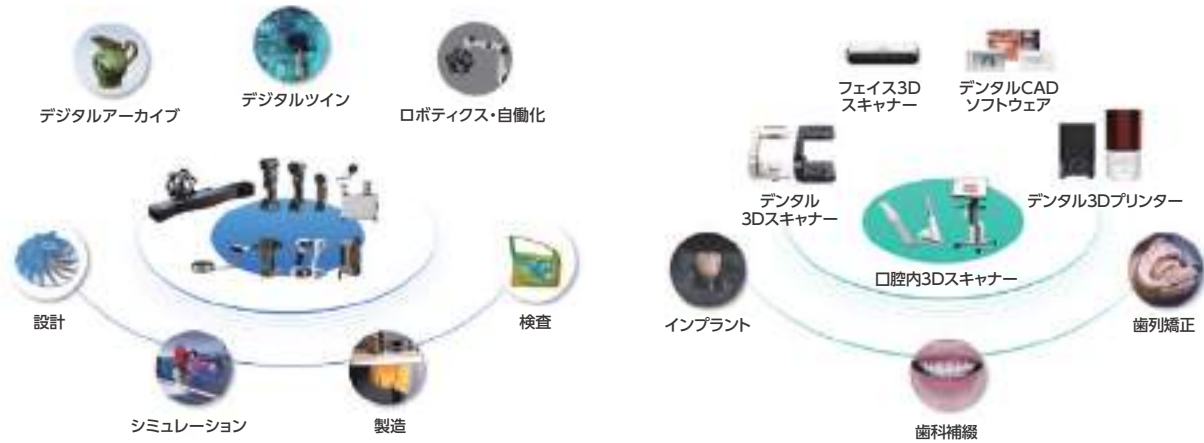 デジタルアーカイブ
デジタルツイン
ロボティクス・自働化
設計
シミュレーション
製造
検査
フェイス3D
スキャナー
デンタルCAD
ソフトウェア
デンタル
3Dスキャナー
デンタル3Dプリンター
口腔内3Dスキャナー
インプラント
歯科補綴
歯列矯正